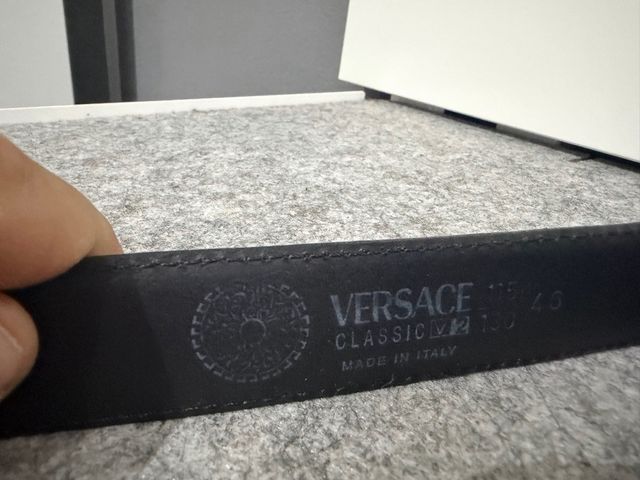 VERSACE 115 46
CLASSIC V2 130
MADE IN ITALY